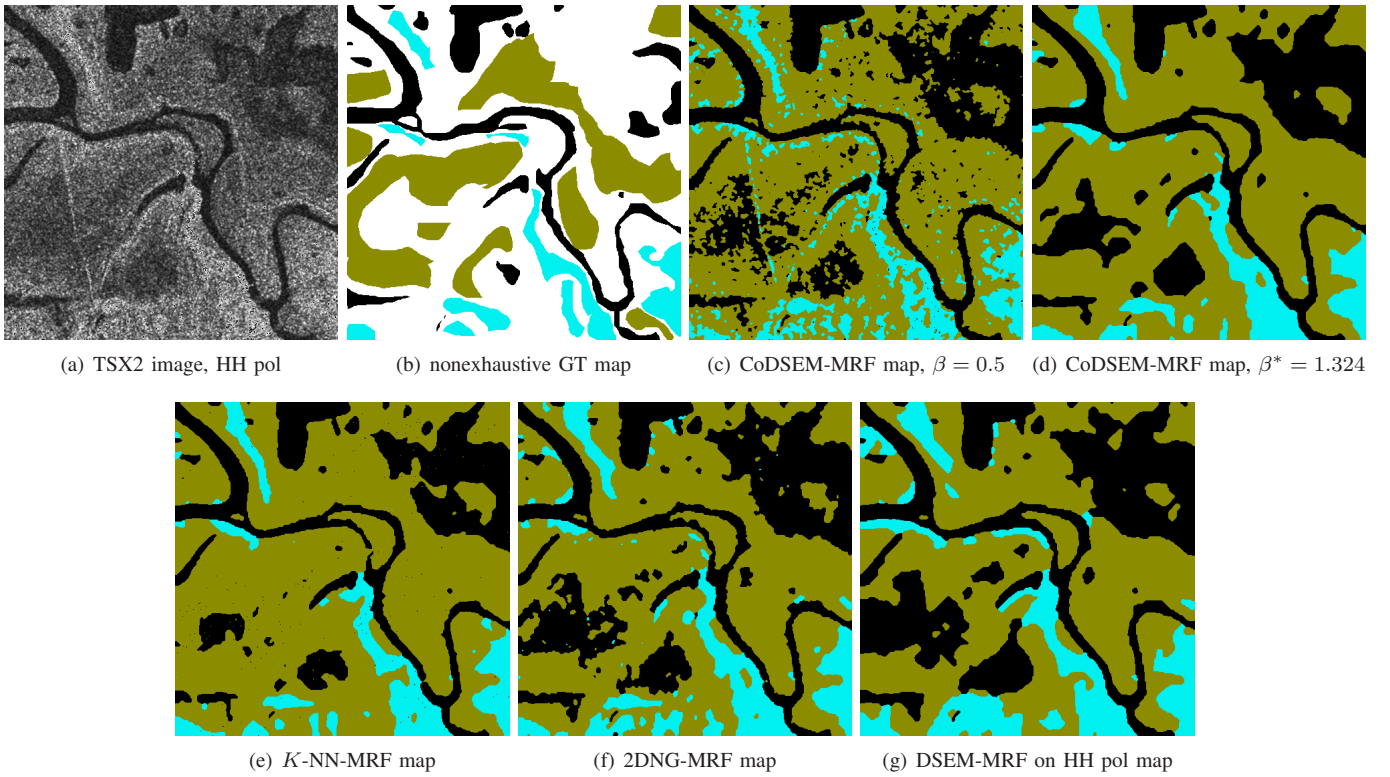 (a) TSX2 image, HH pol
(b) nonexhaustive GT map
(c) CoDSEM-MRF map, β = 0.5
(d) CoDSEM-MRF map, β* = 1.324
(e) K-NN-MRF map
(f) 2DNG-MRF map
(g) DSEM-MRF on HH pol map